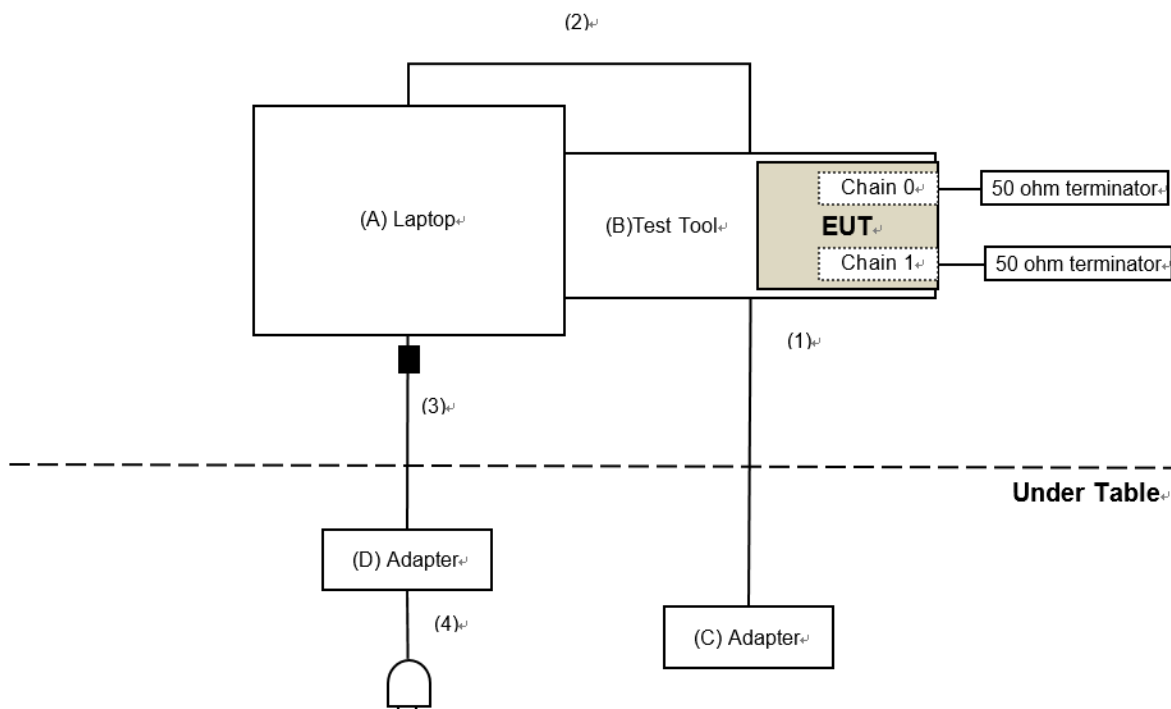 (2)
(A) Laptop
(B)Test Tool
Chain 0
EUT
Chain 1
50 ohm terminator
50 ohm terminator
(1)
(3)
Under Table
(D) Adapter
(4)
(C) Adapter